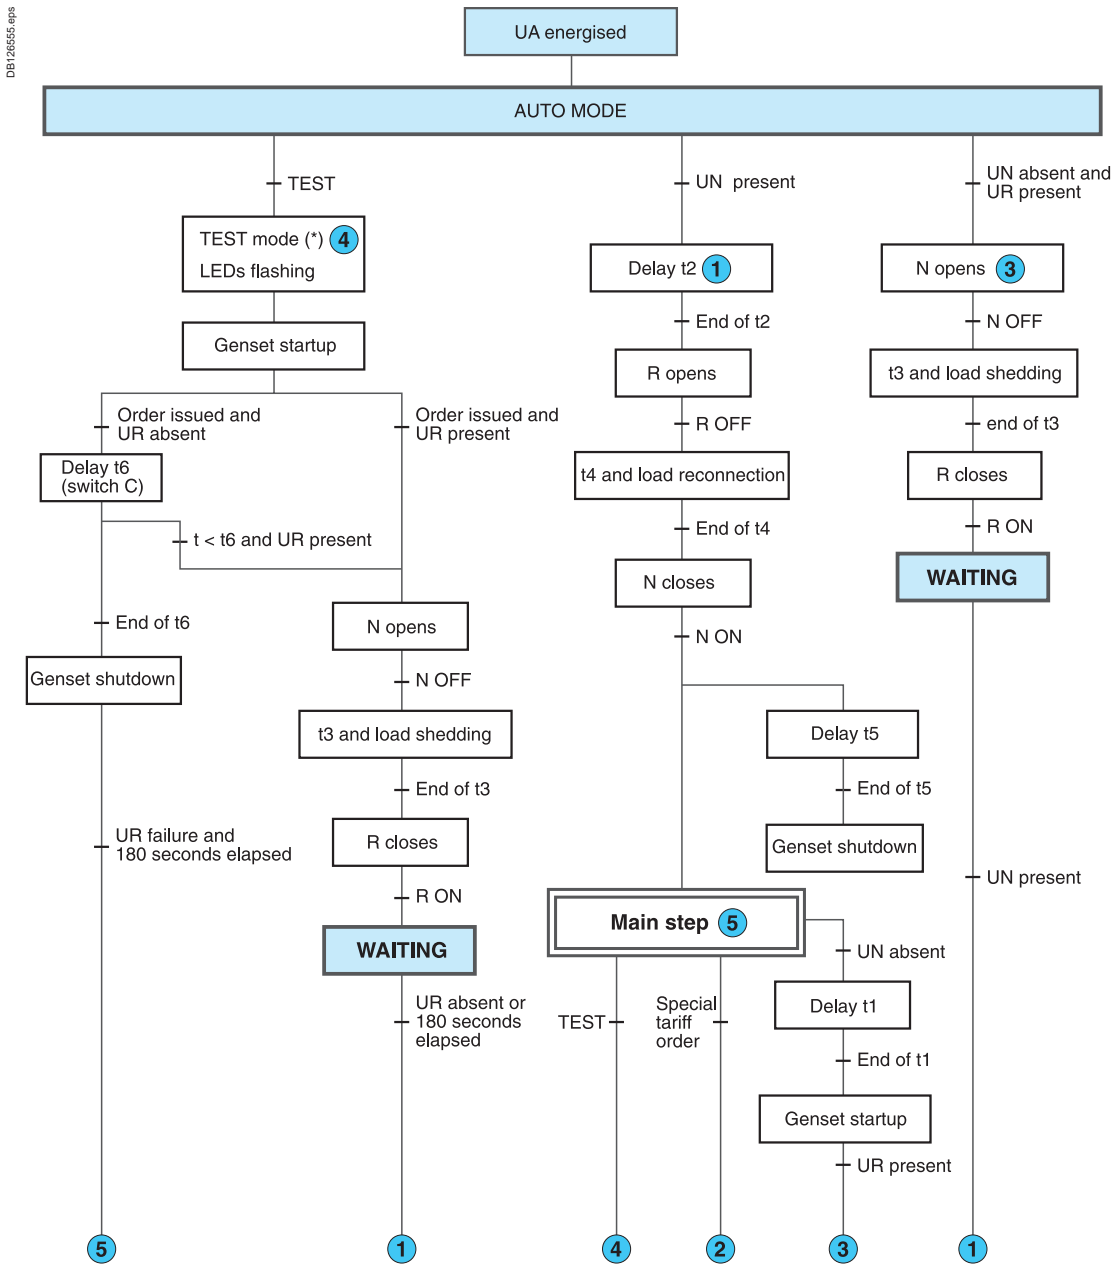 DB126555.eps
UA energised
AUTO MODE
TEST
UN present
UN absent and
UR present
TEST mode (*) 4
LEDs flashing
Delay t2 1
N opens 3
End of t2
N OFF
Genset startup
R opens
t3 and load shedding
Order issued and
UR absent
Order issued and
UR present
R OFF
end of t3
Delay t6
(switch C)
t4 and load reconnection
R closes
t < t6 and UR present
End of t4
R ON
N closes
WAITING
End of t6
N opens
N ON
Genset shutdown
N OFF
t3 and load shedding
Delay t5
End of t3
End of t5
UR failure and
180 seconds elapsed
R closes
Genset shutdown
UN present
R ON
Main step 5
WAITING
UN absent
UR absent or
180 seconds
elapsed
TEST
Special
tariff
order
Delay t1
End of t1
Genset startup
UR present
5
1
4
2
3
1